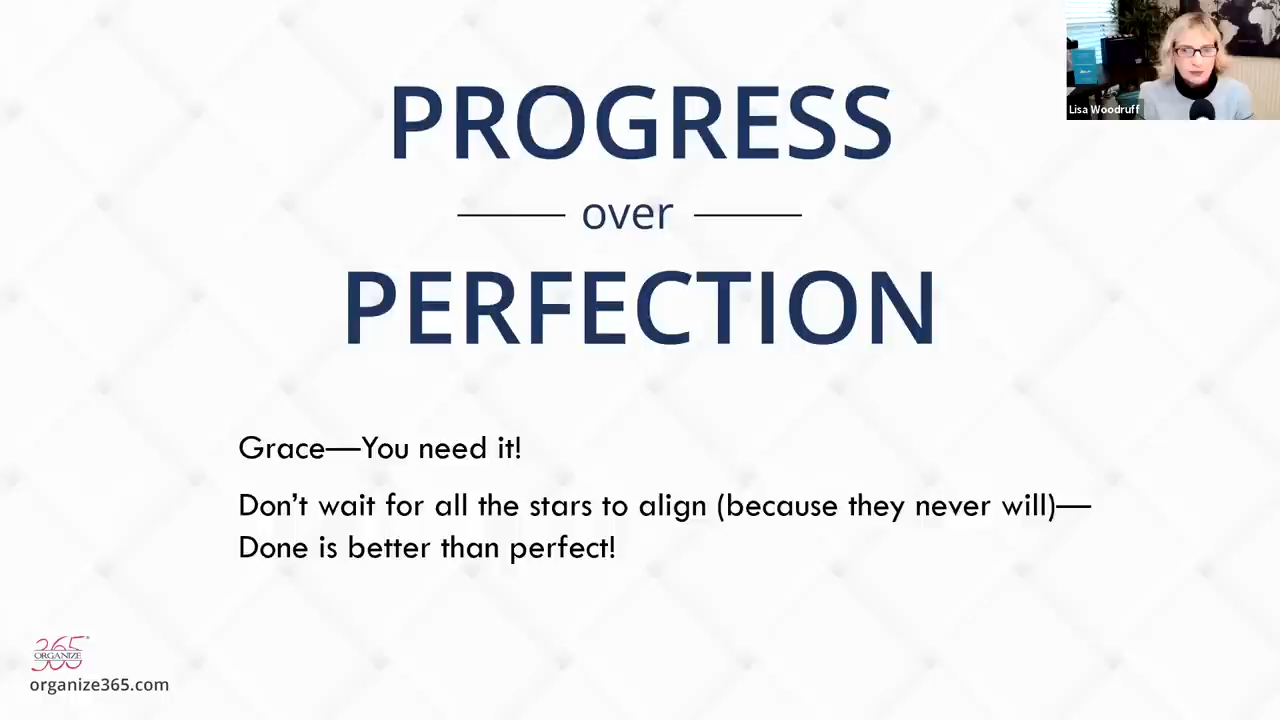 PROGRESS
over
PERFECTION
Lisa Woodruff
Grace—You need it!
Don’t wait for all the stars to align (because they never will)—
Done is better than perfect!
365®
ORGANIZE
organize365.com